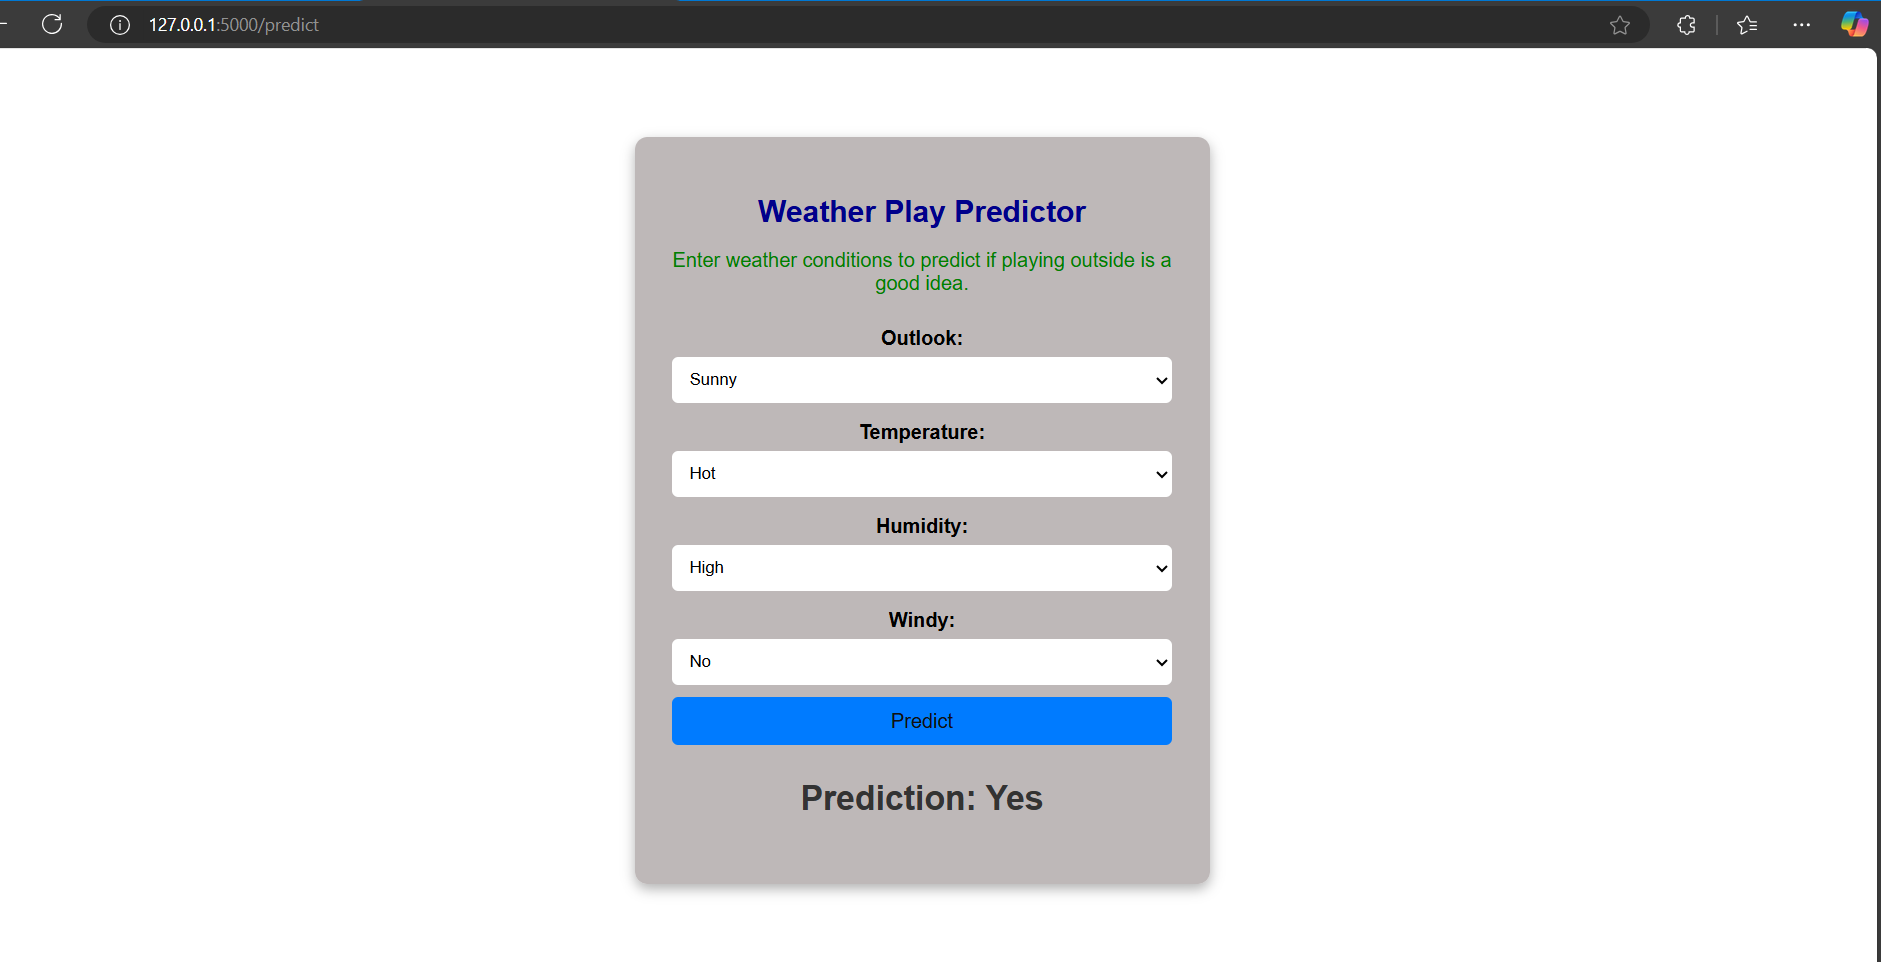 127.0.0.1:5000/predict
Weather Play Predictor
Enter weather conditions to predict if playing outside is a
good idea.
Outlook:
Sunny
Temperature:
Hot
Humidity:
High
Windy:
No
Predict
Prediction: Yes